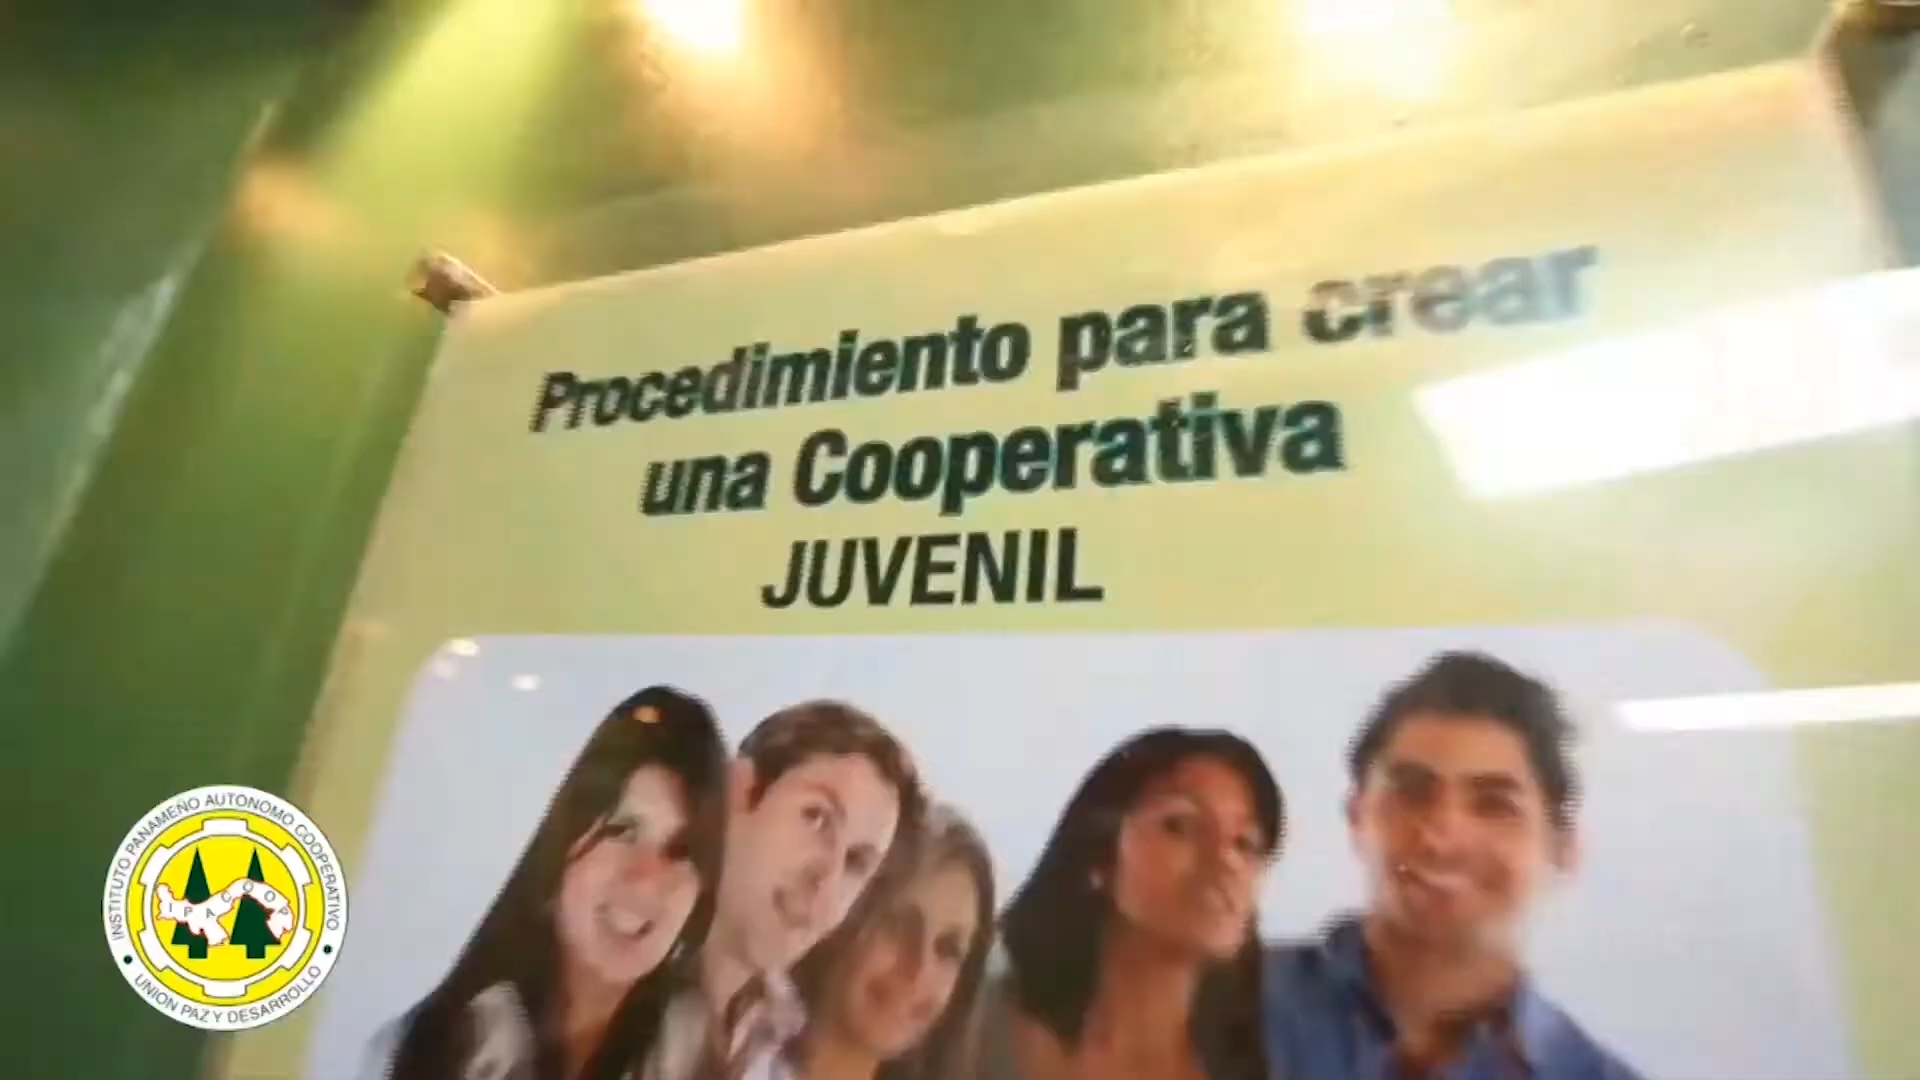 Procedimiento para crear
una Cooperativa
JUVENIL
INSTITUTO PANAMEÑO AUTONOMO COOPERATIVO
IPACOOP
UNION PAZ Y DESARROLLO